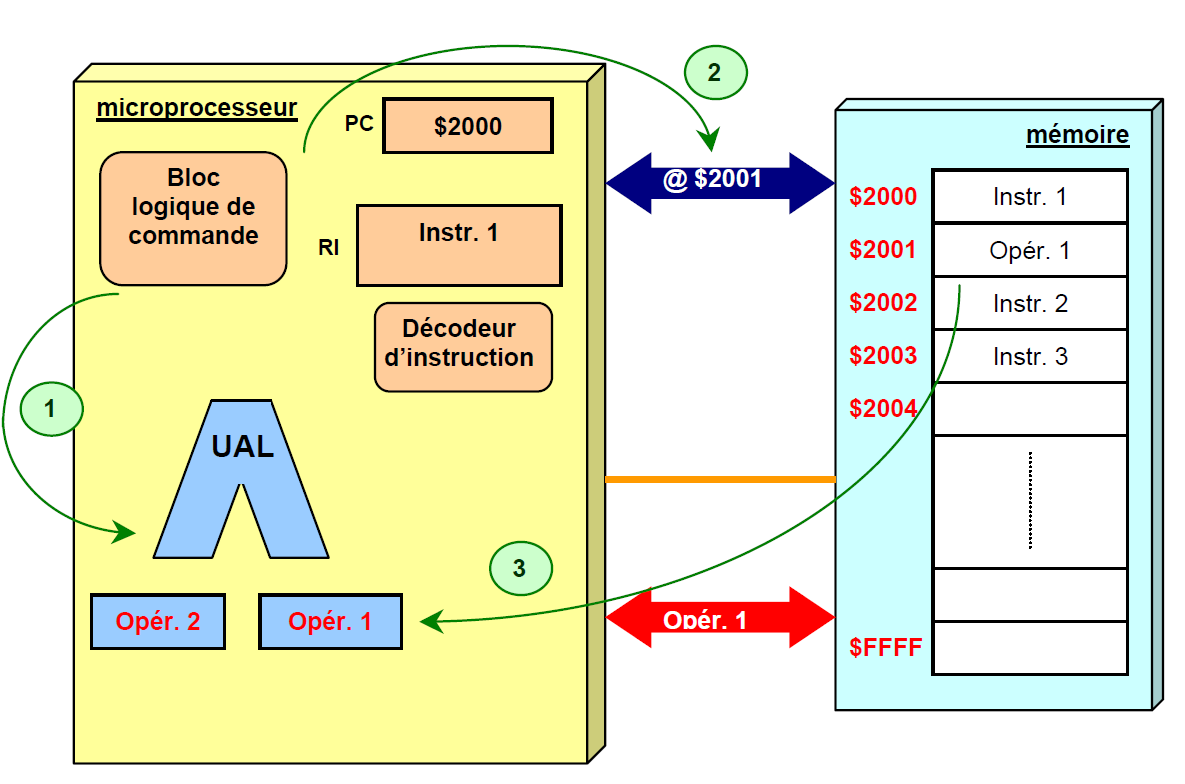 2
microprocesseur
PC
$2000
mémoire
Bloc
logique de
commande
@ $2001
$2000
Instr. 1
RI
Instr. 1
$2001
Opér. 1
$2002
Instr. 2
Décodeur
d’instruction
$2003
Instr. 3
1
$2004
UAL
3
Opér. 2
Opér. 1
Opér. 1
$FFFF